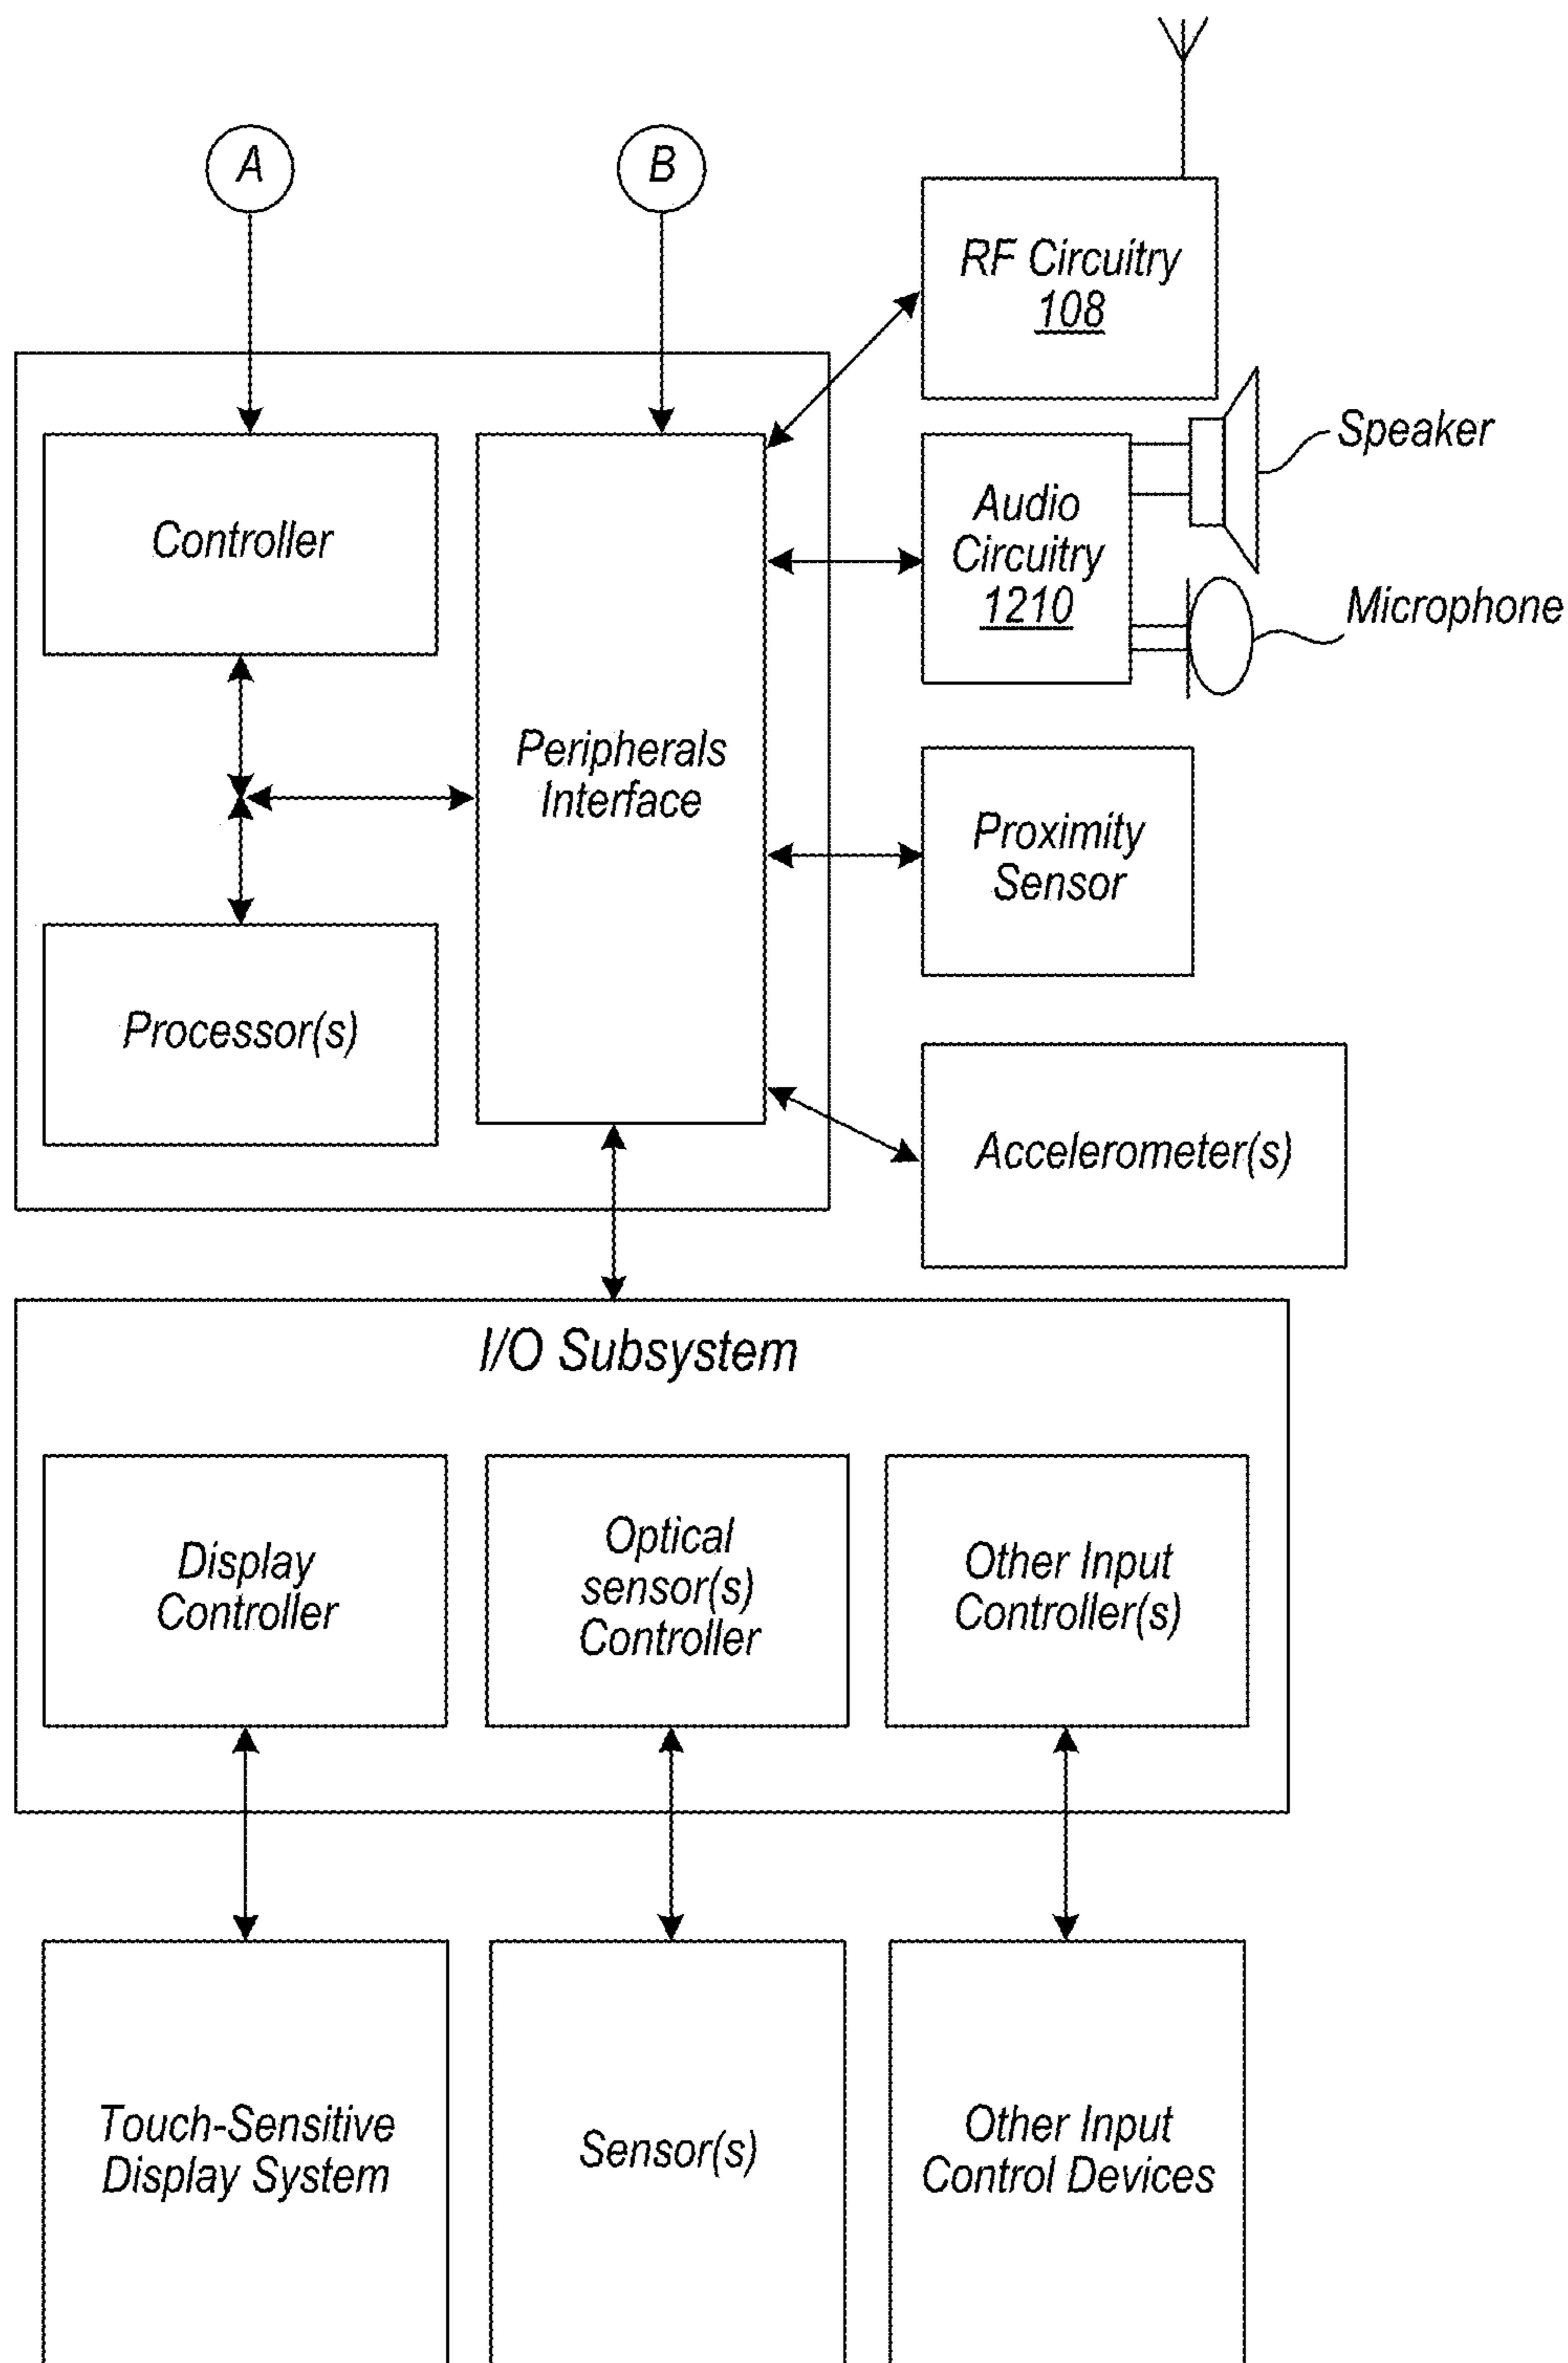 A
B
RF Circuitry
108
Speaker
Controller
Audio
Circuitry
1210
Microphone
Peripherals
Interface
Proximity
Sensor
Processor(s)
Accelerometer(s)
I/O Subsystem
Display
Controller
Optical
sensor(s)
Controller
Other Input
Controller(s)
Touch-Sensitive
Display System
Sensor(s)
Other Input
Control Devices